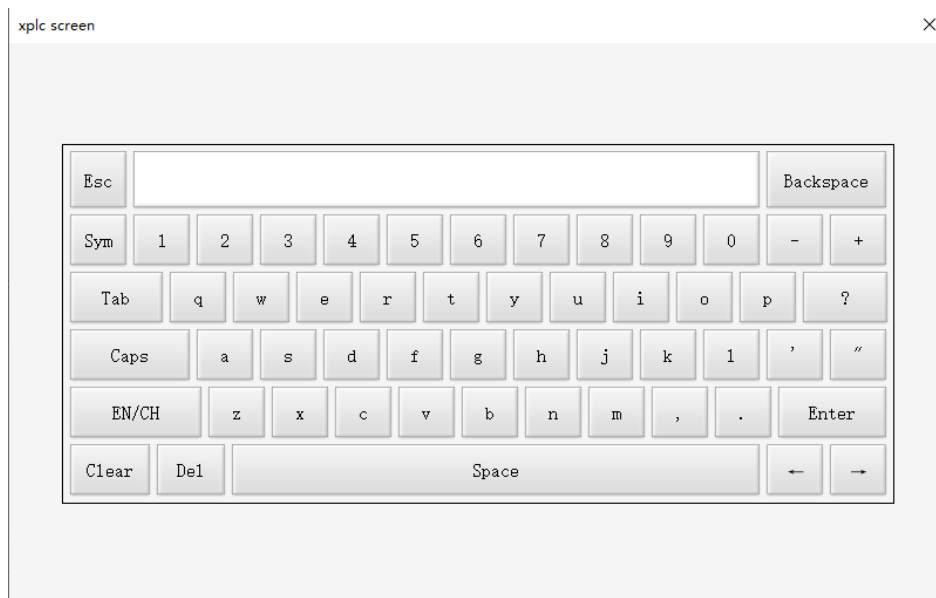 xplc screen
Esc Backspace
Sym 1 2 3 4 5 6 7 8 9 0 - +
Tab q w e r t y u i o p ?
Caps a s d f g h j k l ’ ″
EN/CH z x c v b n m , . Enter
Clear Del Space ← →